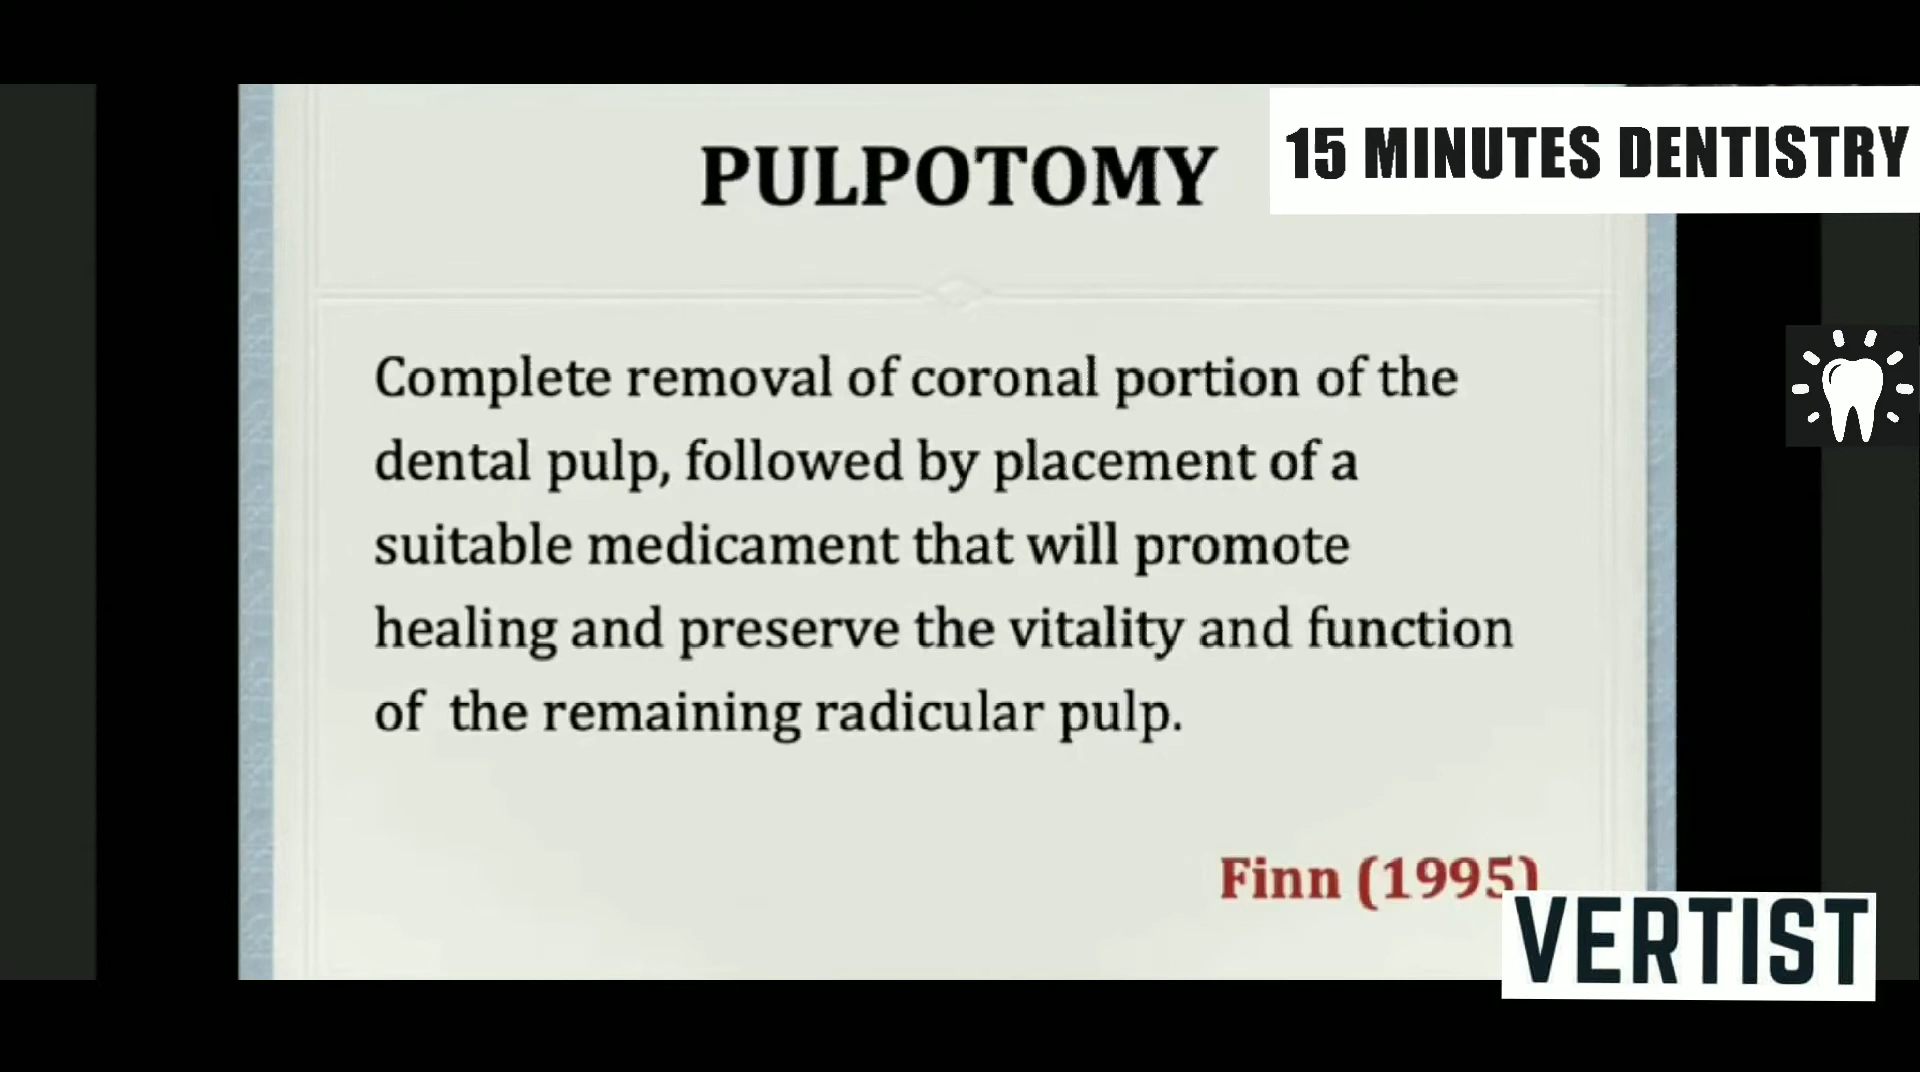 PULPOTOMY
15 MINUTES DENTISTRY
Complete removal of coronal portion of the
dental pulp, followed by placement of a
suitable medicament that will promote
healing and preserve the vitality and function
of the remaining radicular pulp.
Finn (1995)
VERTIST